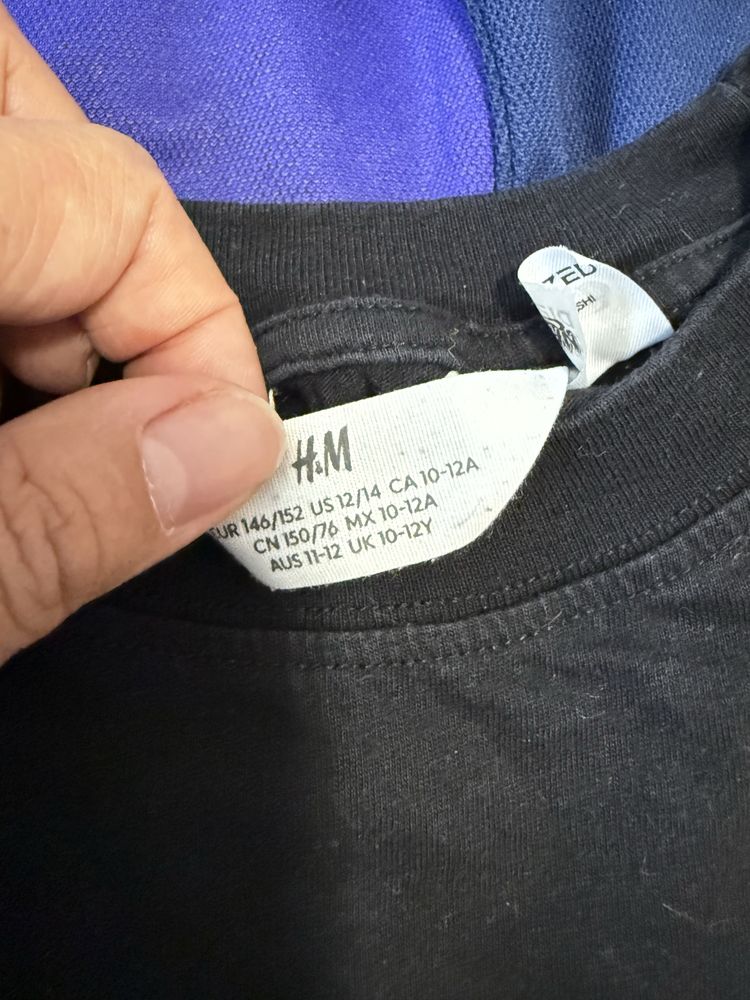 H&M
EUR 146/152 US 12/14 CA 10-12A
CN 150/76 MX 10-12A
AUS 11-12 UK 10-12Y